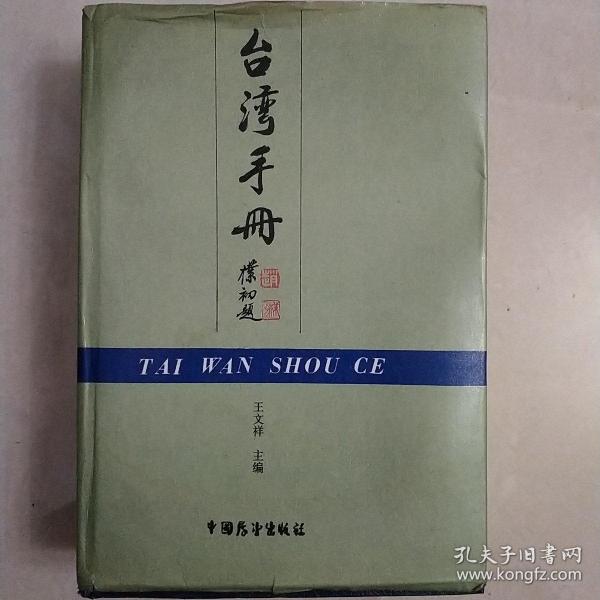 台湾手册
樸初题
TAI WAN SHOU CE
王文祥 主编
中国展望出版社
孔夫子旧书网
www.kongfz.com